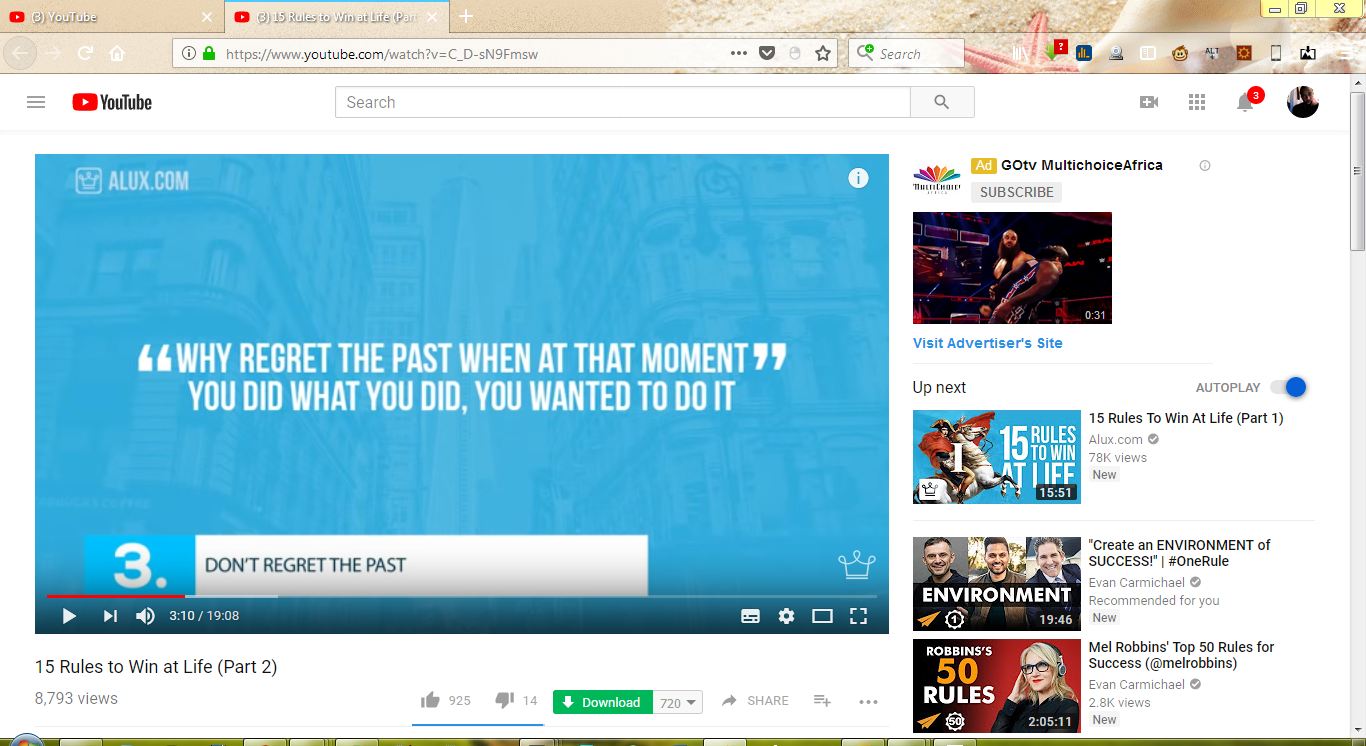 (3) YouTube
(3) 15 Rules to Win at Life (Part
https://www.youtube.com/watch?v=C_D-sN9Fmsw
Search
?
ALT
YouTube
Search
3
ALUX.COM
Ad GOtv MultichoiceAfrica
MULTICHOICE
AFRICA
SUBSCRIBE
0:31
Visit Advertiser's Site
“WHY REGRET THE PAST WHEN AT THAT MOMENT”
YOU DID WHAT YOU DID, YOU WANTED TO DO IT
3. DON'T REGRET THE PAST
3:10 / 19:08
15 Rules to Win at Life (Part 2)
8,793 views
925
14
Download
720
SHARE
Up next
AUTOPLAY
15 RULES
TO WIN
AT LIFE
I
15:51
15 Rules To Win At Life (Part 1)
Alux.com
78K views
New
ENVIRONMENT
1
19:46
"Create an ENVIRONMENT of
SUCCESS!" | #OneRule
Evan Carmichael
Recommended for you
New
ROBBINS'S
50
RULES
50
2:05:11
Mel Robbins' Top 50 Rules for
Success (@melrobbins)
Evan Carmichael
2.8K views
New